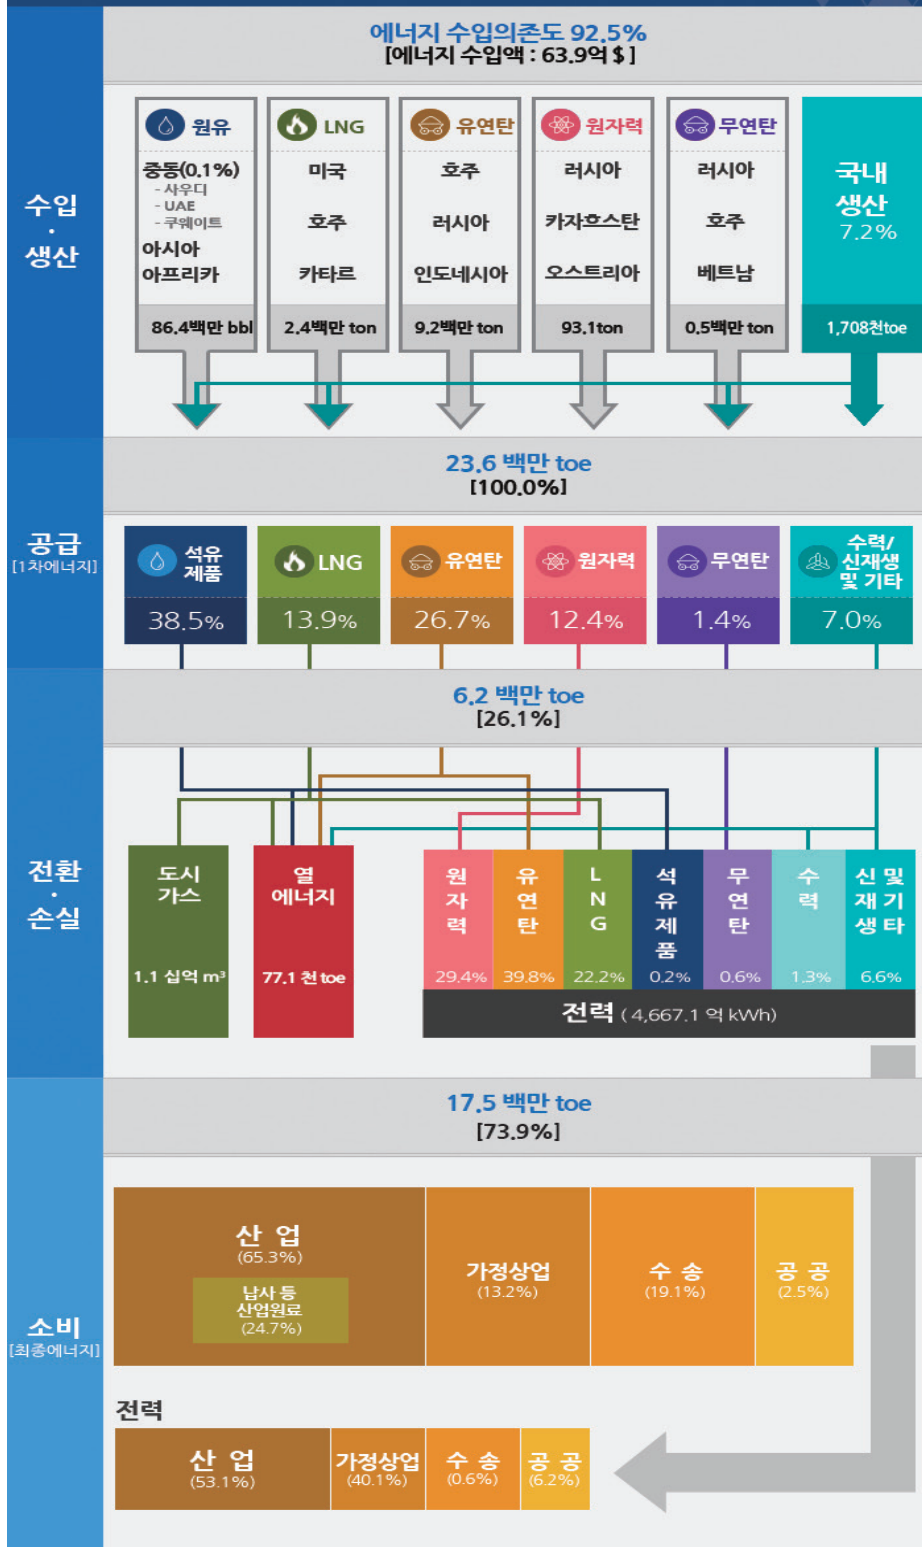 에너지 수입의존도 92.5%
[에너지 수입액 : 63.9억 $ ]
수입
·
생산
원유
중동(0.1%)
- 사우디
- UAE
- 쿠웨이트
아시아
아프리카
86.4백만 bbl
LNG
미국
호주
카타르
2.4백만 ton
유연탄
호주
러시아
인도네시아
9.2백만 ton
원자력
러시아
카자흐스탄
오스트리아
93.1ton
무연탄
러시아
호주
베트남
0.5백만 ton
국내
생산
7.2%
1,708천toe
23.6 백만 toe
[100.0%]
공급
[1차에너지]
석유
제품
38.5%
LNG
13.9%
유연탄
26.7%
원자력
12.4%
무연탄
1.4%
수력/
신재생
및 기타
7.0%
6.2 백만 toe
[26.1%]
전환
·
손실
도시
가스
1.1 십억 m³
열
에너지
77.1 천 toe
원자력
29.4%
유연탄
39.8%
LNG
22.2%
석유제품
0.2%
무연탄
0.6%
수력
1.3%
신재생 및 기타
6.6%
전력 ( 4,667.1 억 kWh)
17.5 백만 toe
[73.9%]
소비
[최종에너지]
산 업
(65.3%)
납사 등
산업원료
(24.7%)
가정상업
(13.2%)
수 송
(19.1%)
공 공
(2.5%)
전력
산 업
(53.1%)
가정상업
(40.1%)
수 송
(0.6%)
공 공
(6.2%)